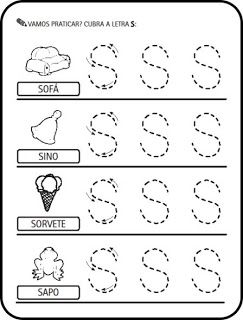 VAMOS PRATICAR? CUBRA A LETRA S:
S S S
SOFÁ
S S S
SINO
S S S
SORVETE
S S S
SAPO